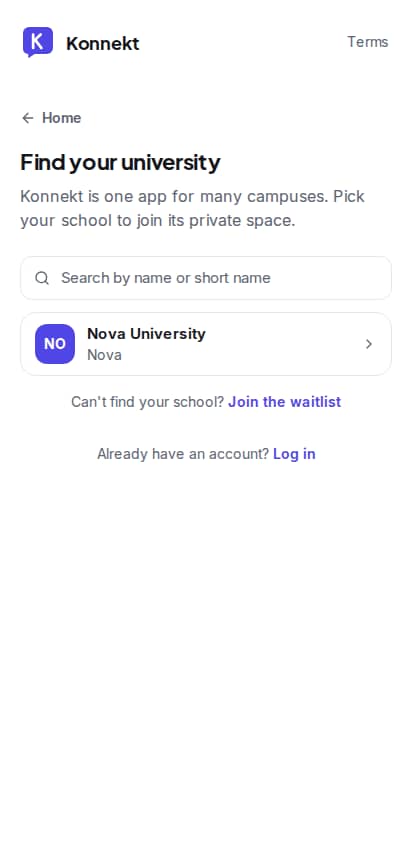 K Konnekt
Terms
← Home
Find your university
Konnekt is one app for many campuses. Pick
your school to join its private space.
Search by name or short name
NO
Nova University
Nova
Can't find your school? Join the waitlist
Already have an account? Log in